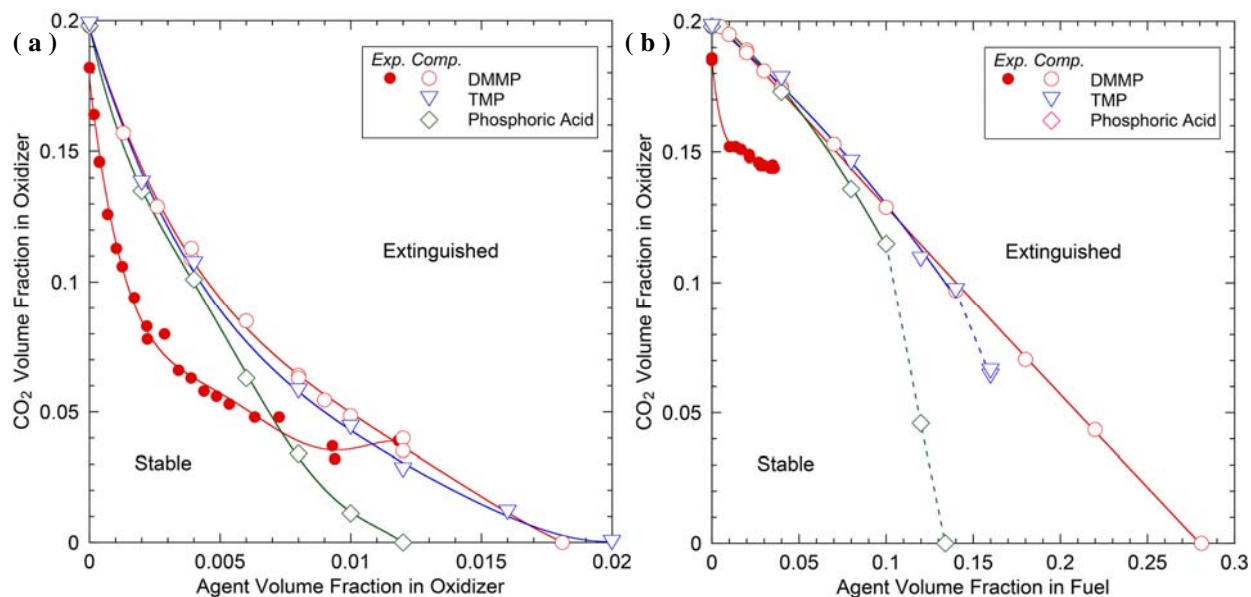 ( a )
0.2
0.15
0.1
0.05
0
CO2 Volume Fraction in Oxidizer
Exp. Comp.
DMMP
TMP
Phosphoric Acid
Extinguished
Stable
0 0.005 0.01 0.015 0.02
Agent Volume Fraction in Oxidizer
( b )
0.2
0.15
0.1
0.05
0
CO2 Volume Fraction in Oxidizer
Exp. Comp.
DMMP
TMP
Phosphoric Acid
Extinguished
Stable
0 0.05 0.1 0.15 0.2 0.25 0.3
Agent Volume Fraction in Fuel